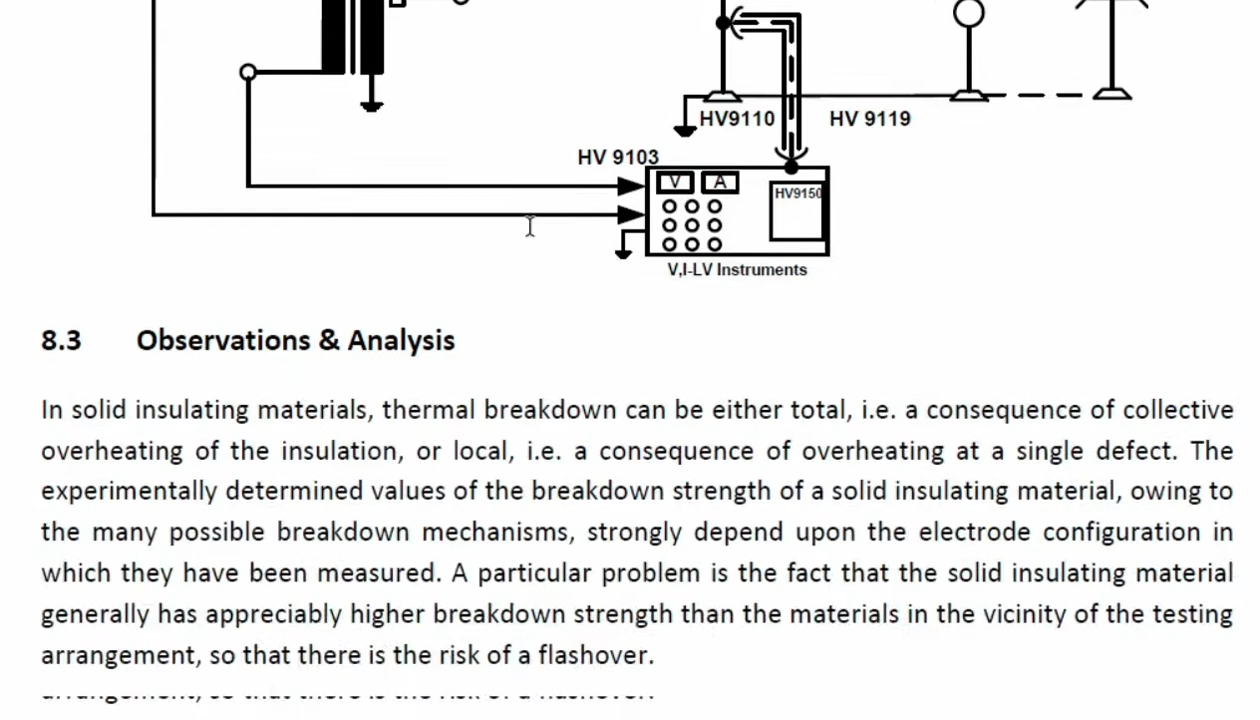 HV9110
HV 9119
HV 9103
V
A
HV9150
V,I-LV Instruments
8.3 Observations & Analysis
In solid insulating materials, thermal breakdown can be either total, i.e. a consequence of collective
overheating of the insulation, or local, i.e. a consequence of overheating at a single defect. The
experimentally determined values of the breakdown strength of a solid insulating material, owing to
the many possible breakdown mechanisms, strongly depend upon the electrode configuration in
which they have been measured. A particular problem is the fact that the solid insulating material
generally has appreciably higher breakdown strength than the materials in the vicinity of the testing
arrangement, so that there is the risk of a flashover.